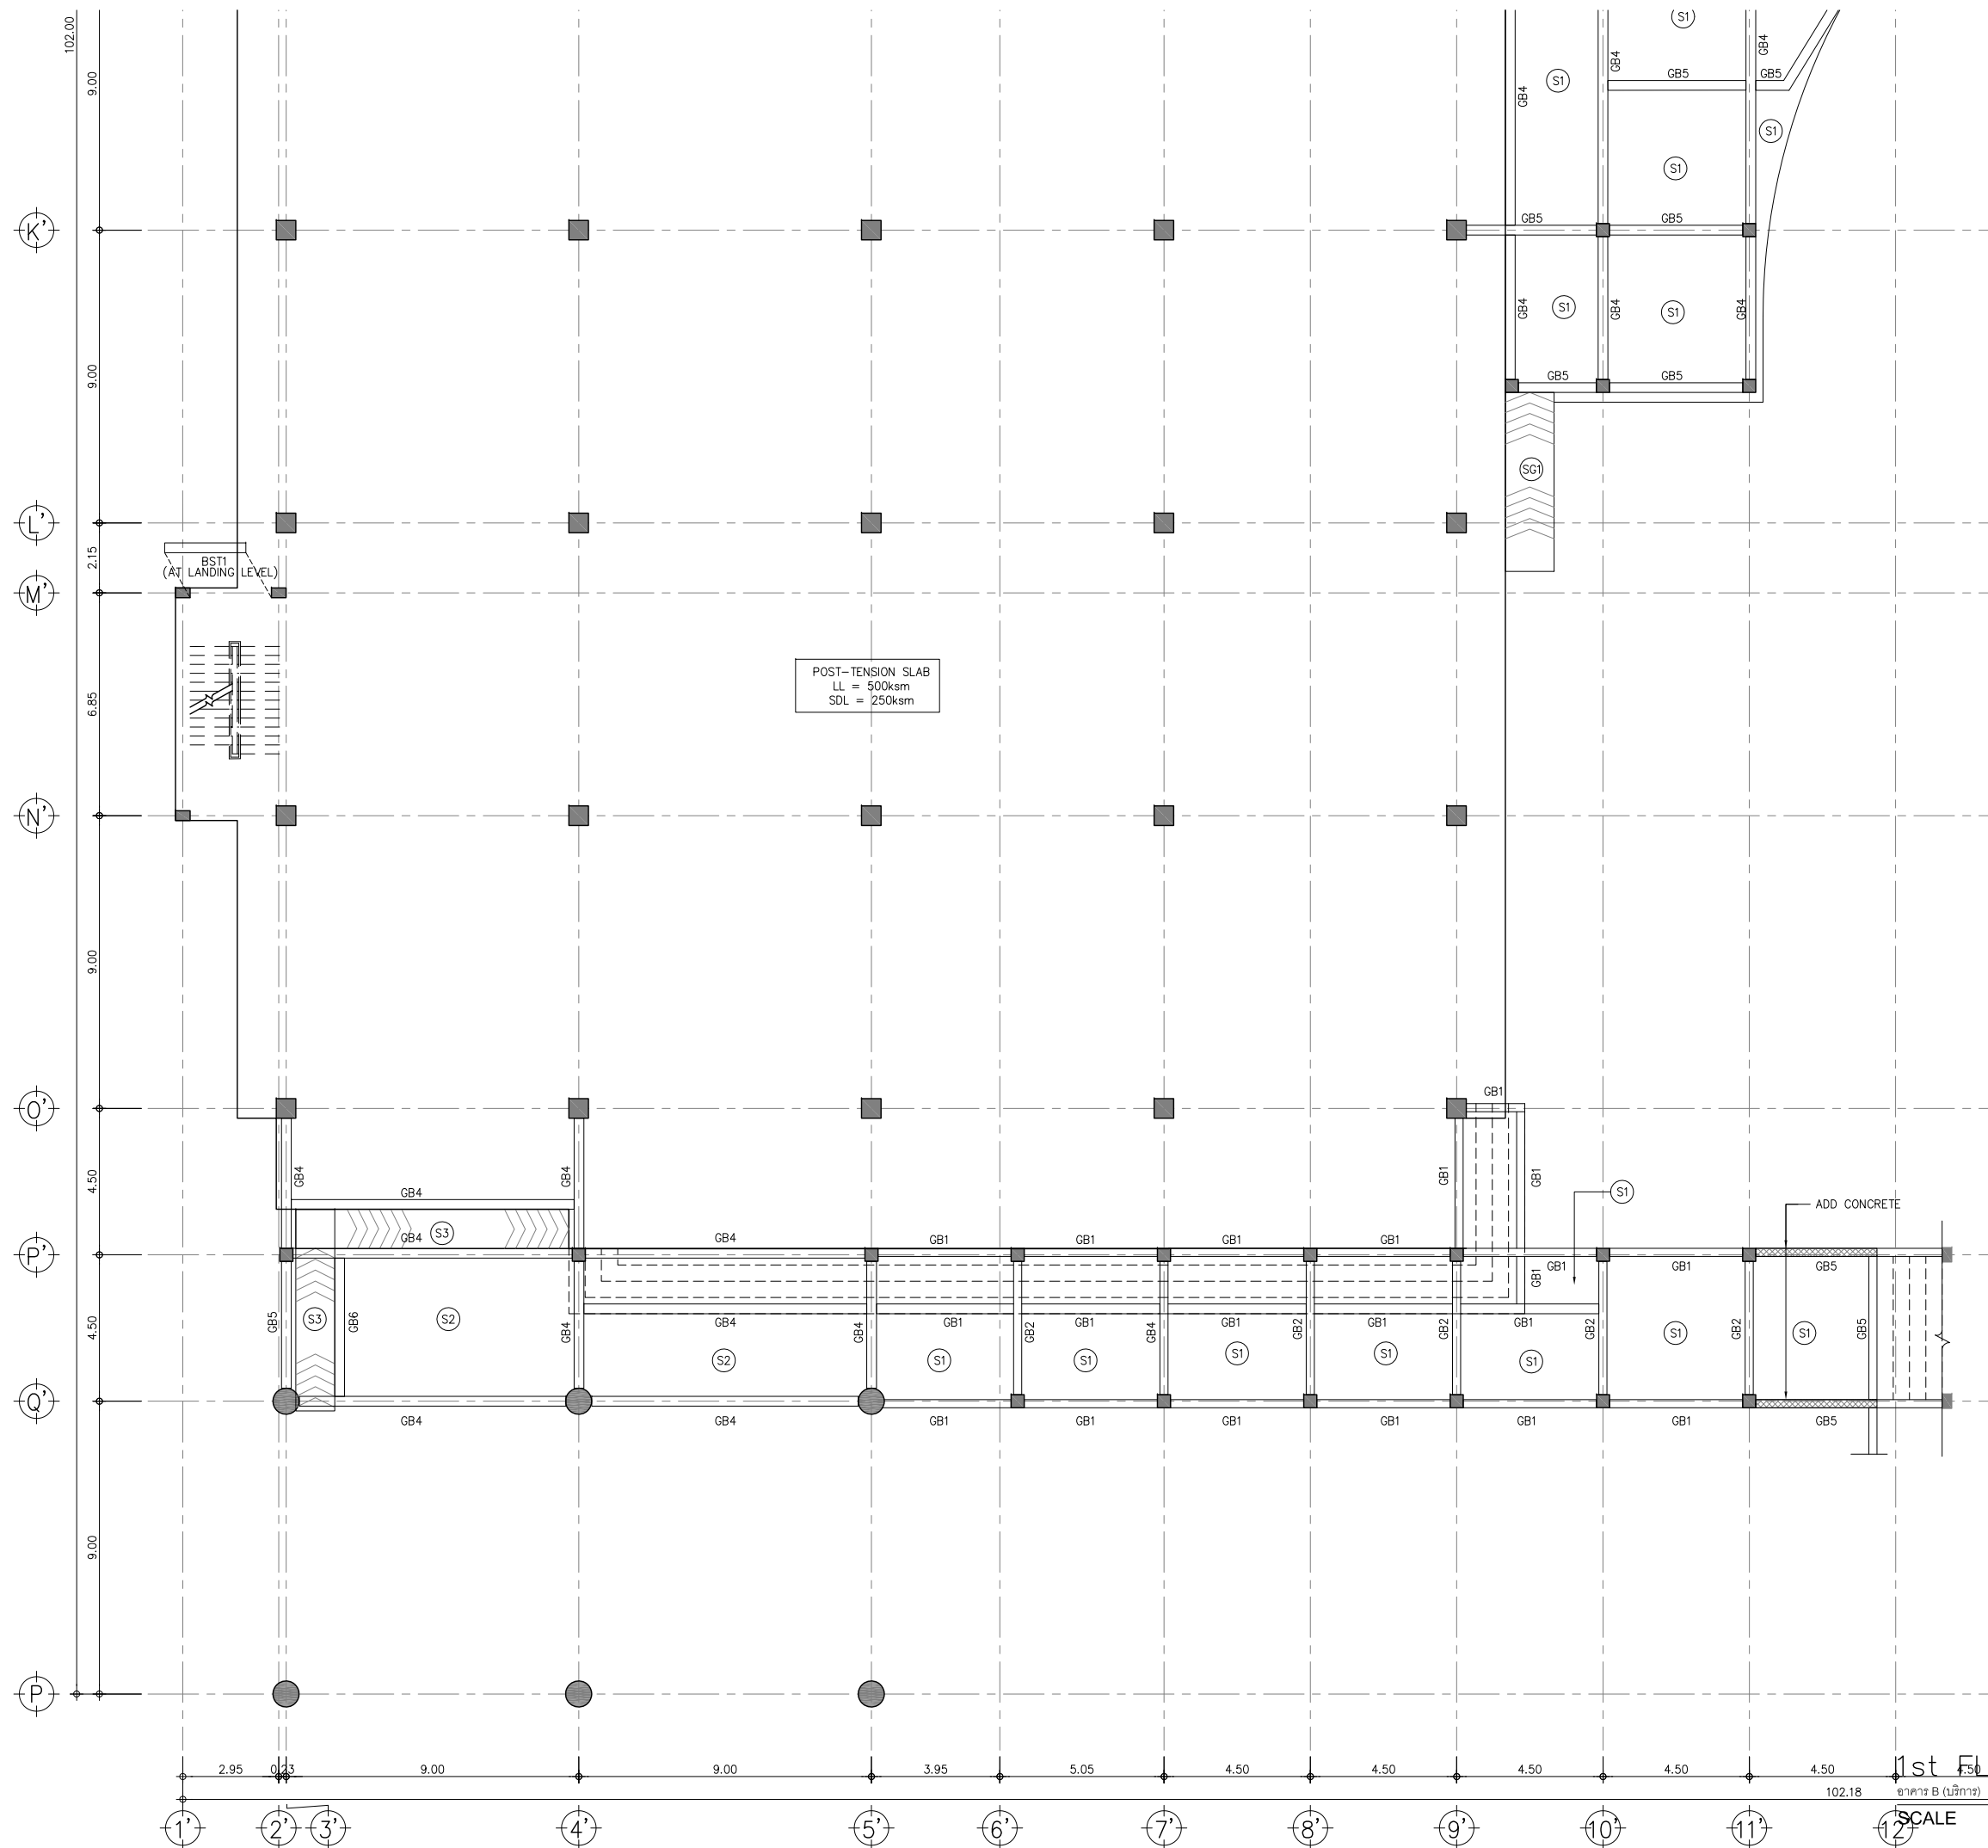 102.00
9.00
S1
GB4
GB4
S1
GB5
GB5
GB4
S1
S1
K'
GB5
GB5
9.00
GB4
S1
GB4
S1
GB4
GB5
GB5
SG1
L'
2.15
BST1
(AT LANDING LEVEL)
M'
6.85
POST-TENSION SLAB
LL = 500ksm
SDL = 250ksm
N'
9.00
O'
GB1
4.50
GB4
GB4
GB4
GB1
GB1
S1
ADD CONCRETE
S3
GB4
GB4
GB1
GB1
GB1
GB1
P'
GB1
GB1
GB1
GB5
4.50
GB5
S3
GB6
S2
GB4
GB4
GB4
GB1
GB2
GB1
GB4
GB1
GB2
GB1
GB2
GB1
GB2
S1
GB2
S1
GB5
S2
S1
S1
S1
S1
S1
Q'
GB4
GB4
GB1
GB1
GB1
GB1
GB1
GB1
GB5
9.00
P
2.95
0.23
9.00
9.00
3.95
5.05
4.50
4.50
4.50
4.50
4.50
4.50
1st FL
102.18
อาคาร B (บริการ)
SCALE
1'
2'
3'
4'
5'
6'
7'
8'
9'
10'
11'
12'